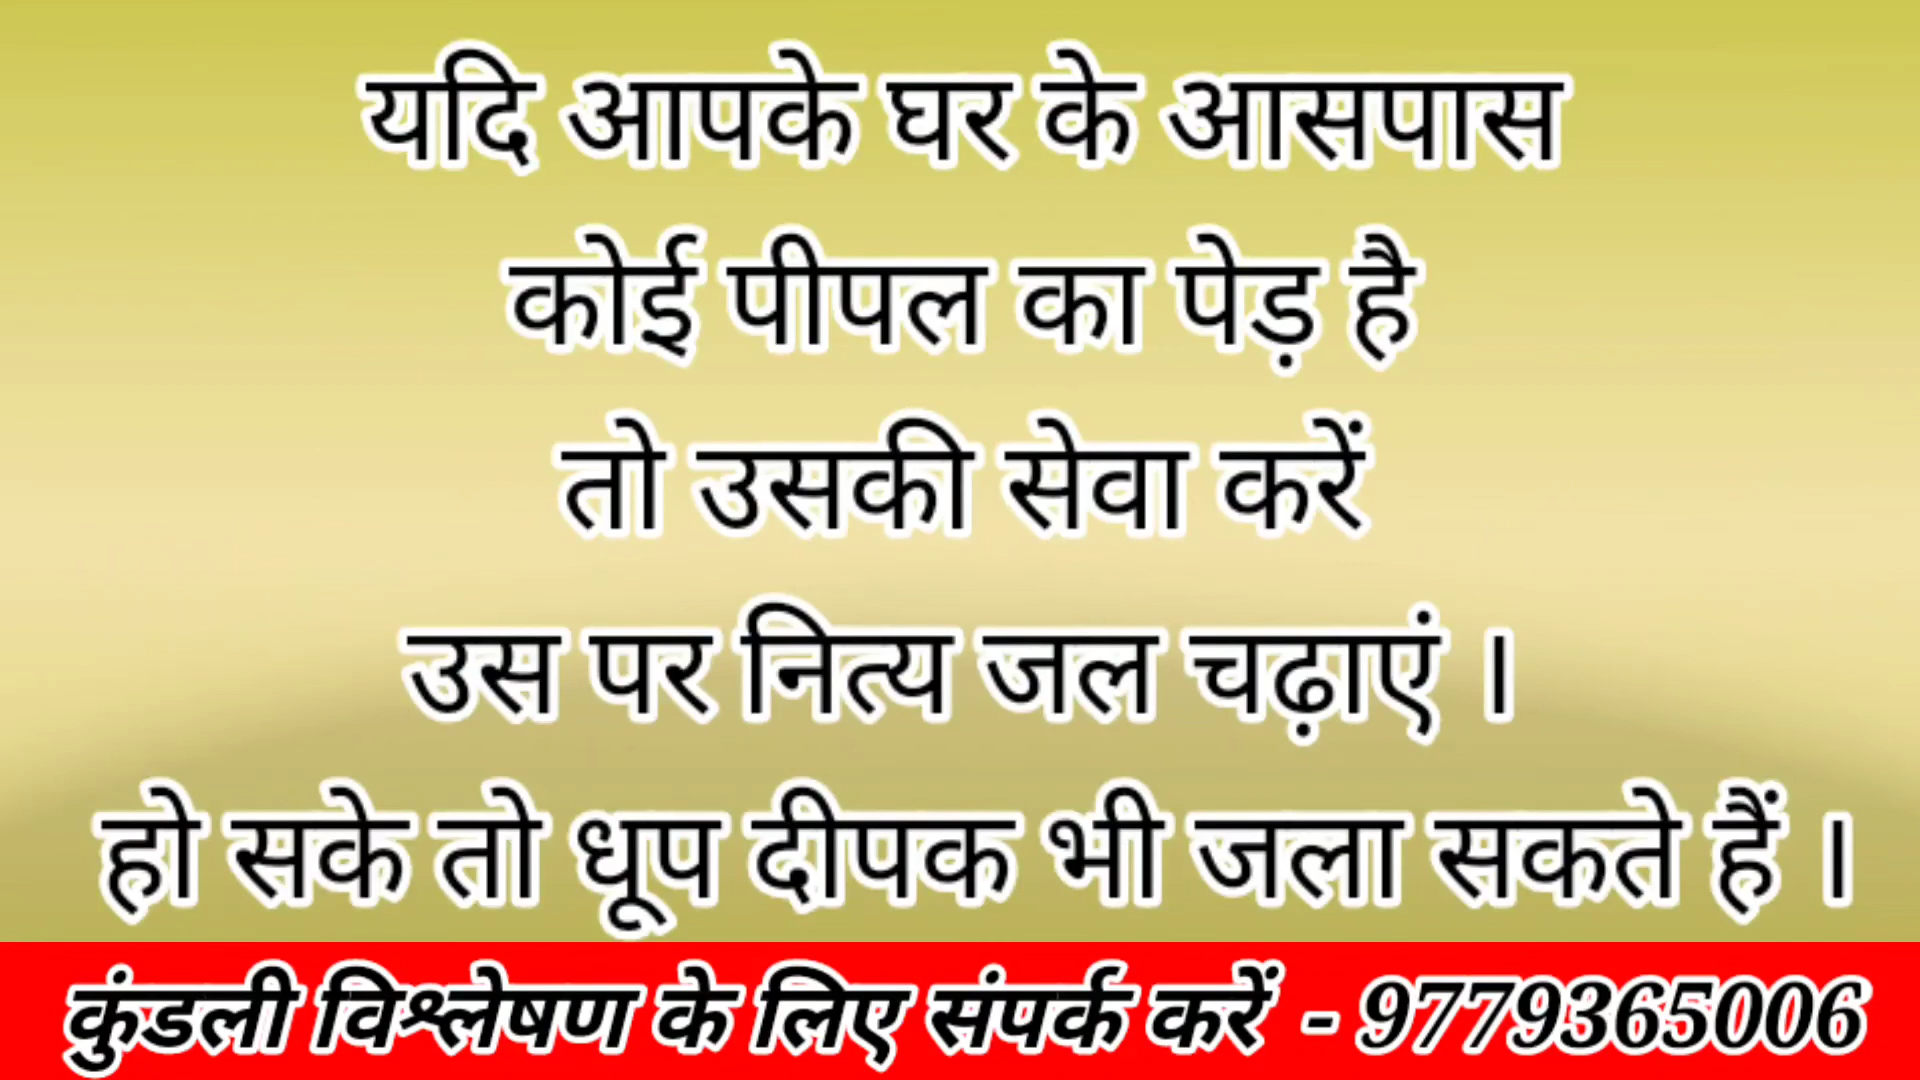 यदि आपके घर के आसपास
कोई पीपल का पेड़ है
तो उसकी सेवा करें
उस पर नित्य जल चढ़ाएं ।
हो सके तो धूप दीपक भी जला सकते हैं ।
कुंडली विश्लेषण के लिए संपर्क करें - 9779365006